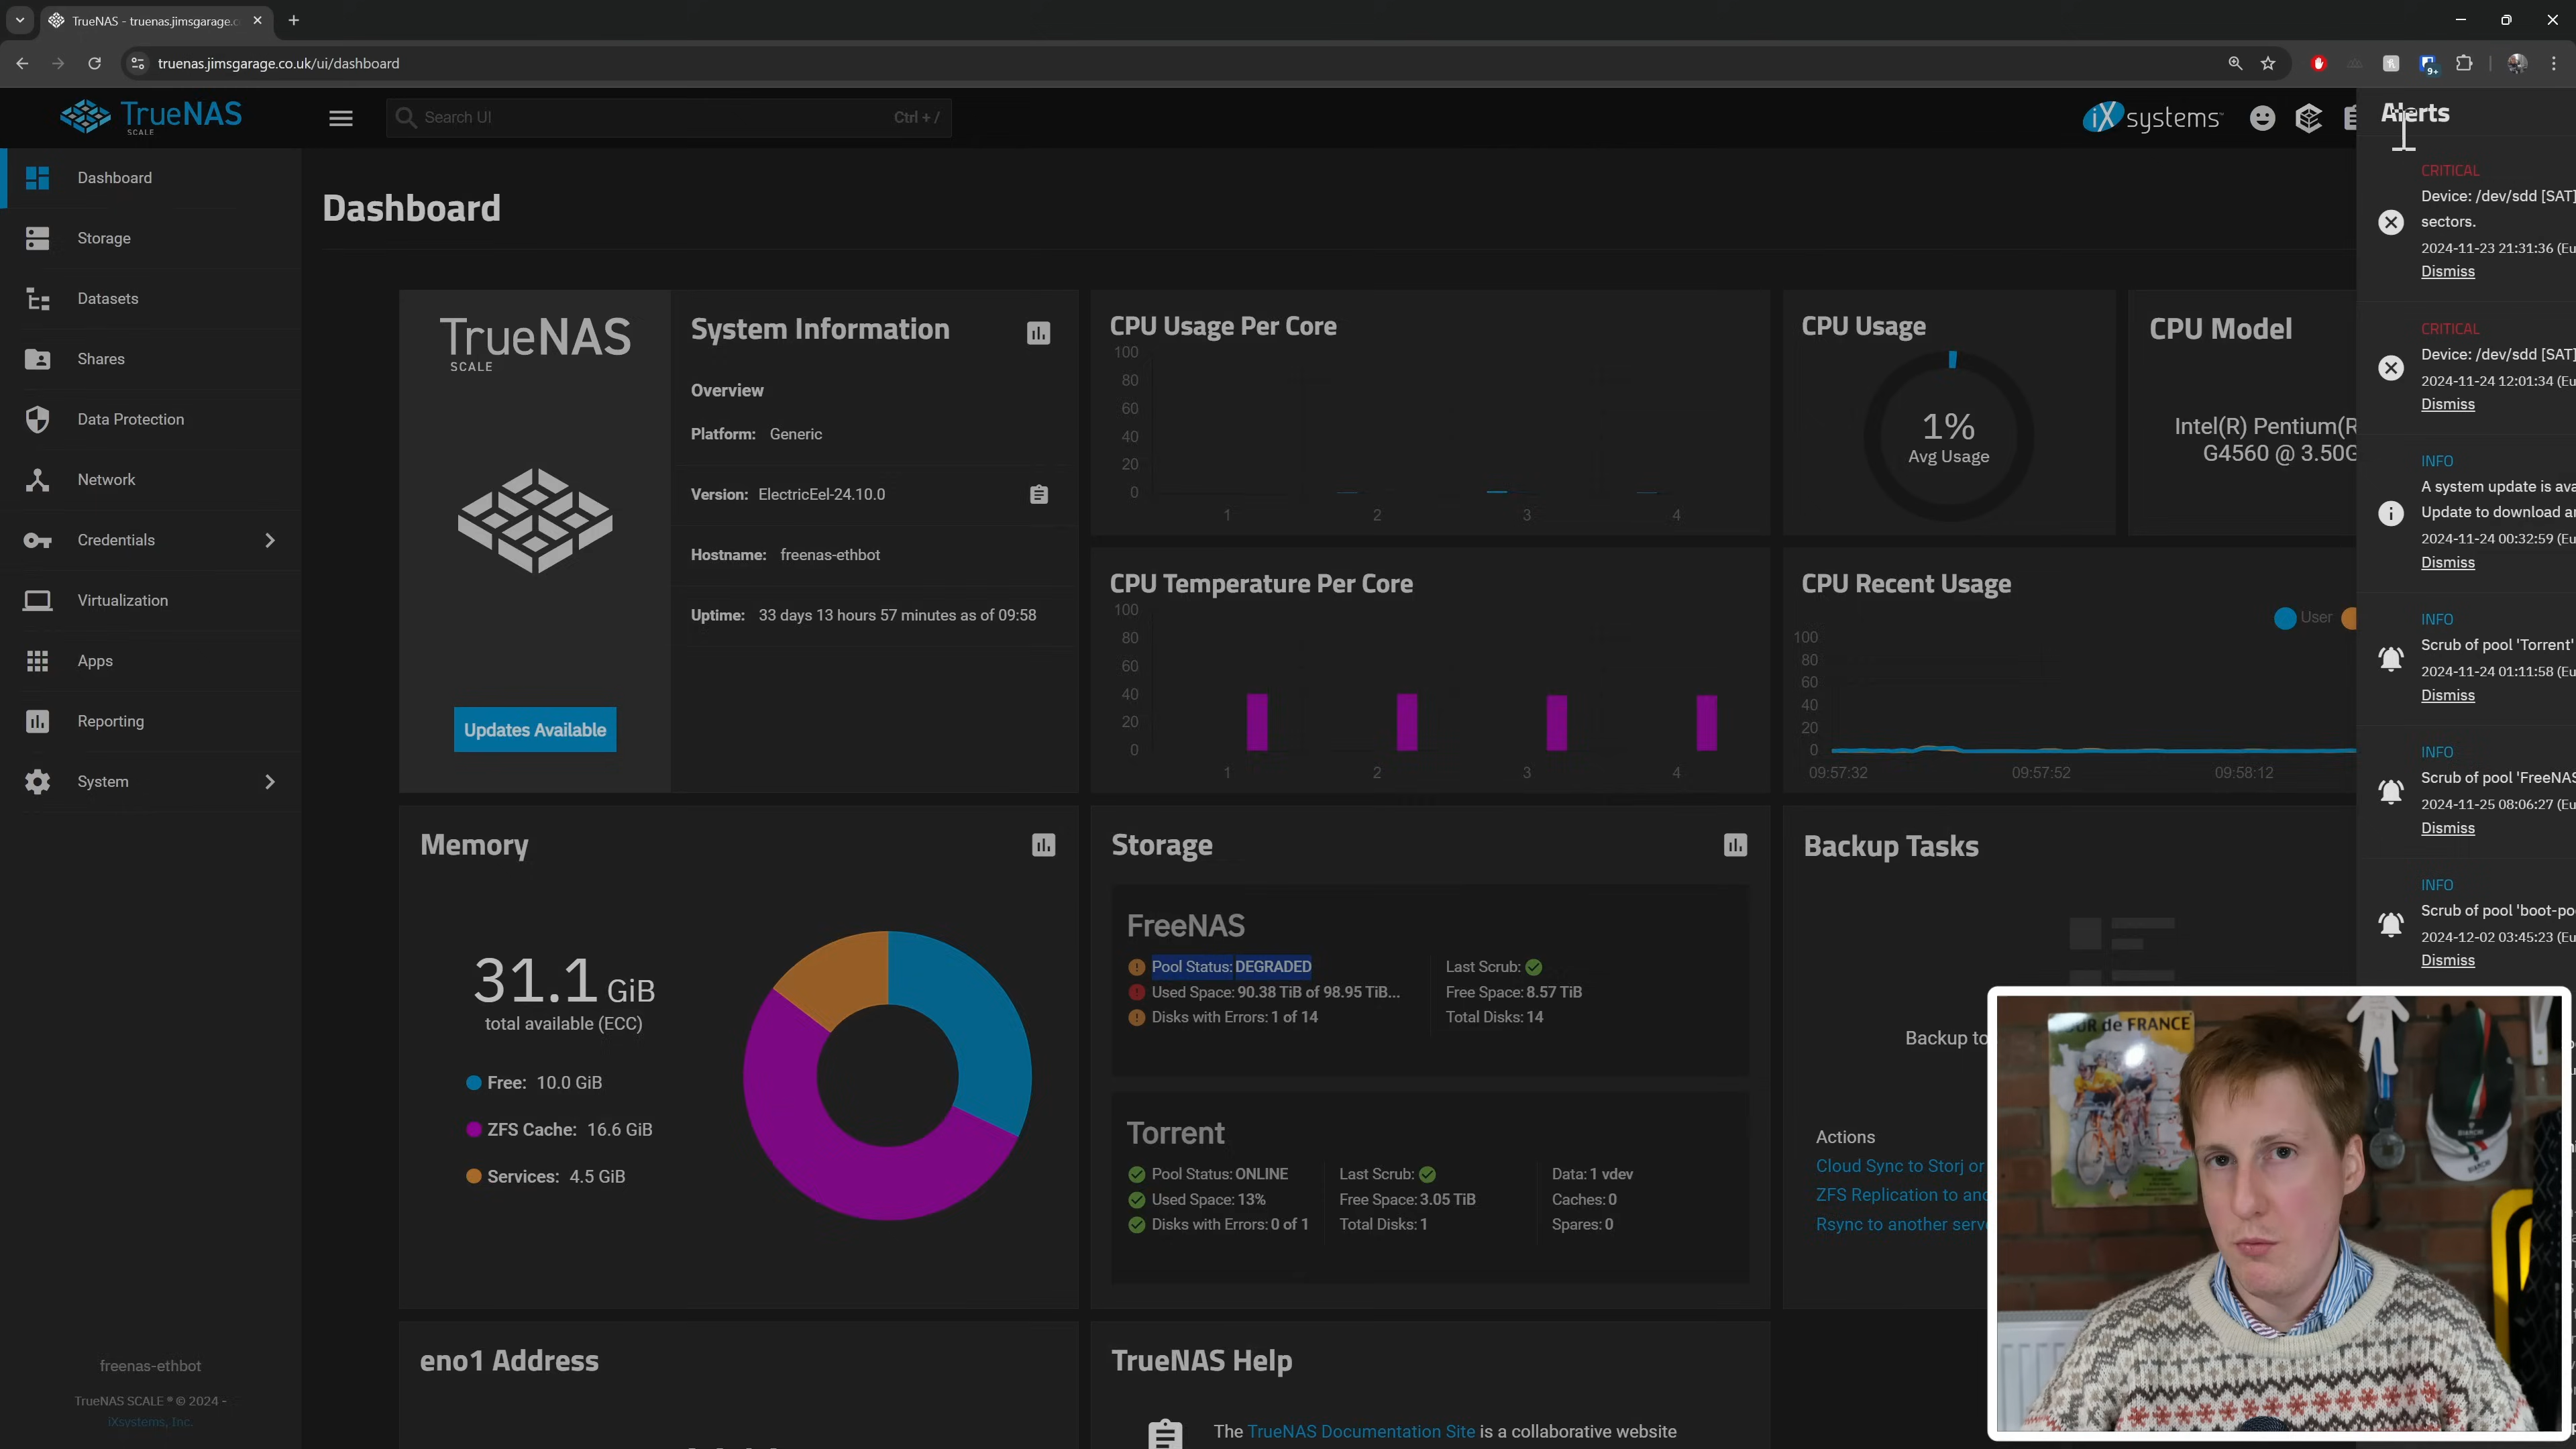 TrueNAS - truenas.jimsgarage.c
truenas.jimsgarage.co.uk/ui/dashboard
9+
TrueNAS
SCALE
Search UI
Ctrl + /
iX systems
Alerts
Dashboard
Storage
Datasets
Shares
Data Protection
Network
Credentials
Virtualization
Apps
Reporting
System
freenas-ethbot
TrueNAS SCALE ® © 2024 -
iXsystems, Inc.
Dashboard
TrueNAS
SCALE
Updates Available
System Information
Overview
Platform: Generic
Version: ElectricEel-24.10.0
Hostname: freenas-ethbot
Uptime: 33 days 13 hours 57 minutes as of 09:58
CPU Usage Per Core
100
80
60
40
20
0
1 2 3 4
CPU Usage
1%
Avg Usage
CPU Model
Intel(R) Pentium(R
G4560 @ 3.50G
CPU Temperature Per Core
100
80
60
40
20
0
1 2 3 4
CPU Recent Usage
User
100
80
60
40
20
0
09:57:32 09:57:52 09:58:12
Memory
31.1 GiB
total available (ECC)
Free: 10.0 GiB
ZFS Cache: 16.6 GiB
Services: 4.5 GiB
Storage
FreeNAS
Pool Status: DEGRADED Last Scrub:
Used Space: 90.38 TiB of 98.95 TiB... Free Space: 8.57 TiB
Disks with Errors: 1 of 14 Total Disks: 14
Torrent
Pool Status: ONLINE Last Scrub: Data: 1 vdev
Used Space: 13% Free Space: 3.05 TiB Caches: 0
Disks with Errors: 0 of 1 Total Disks: 1 Spares: 0
Backup Tasks
Backup to
Actions
Cloud Sync to Storj or
ZFS Replication to ano
Rsync to another serv
eno1 Address
TrueNAS Help
The TrueNAS Documentation Site is a collaborative website
CRITICAL
Device: /dev/sdd [SAT]
sectors.
2024-11-23 21:31:36 (Eu
Dismiss
CRITICAL
Device: /dev/sdd [SAT]
2024-11-24 12:01:34 (Eu
Dismiss
INFO
A system update is ava
Update to download an
2024-11-24 00:32:59 (Eu
Dismiss
INFO
Scrub of pool 'Torrent'
2024-11-24 01:11:58 (Eu
Dismiss
INFO
Scrub of pool 'FreeNAS
2024-11-25 08:06:27 (Eu
Dismiss
INFO
Scrub of pool 'boot-po
2024-12-02 03:45:23 (Eu
Dismiss
UR de FRANCE
BIANCHI